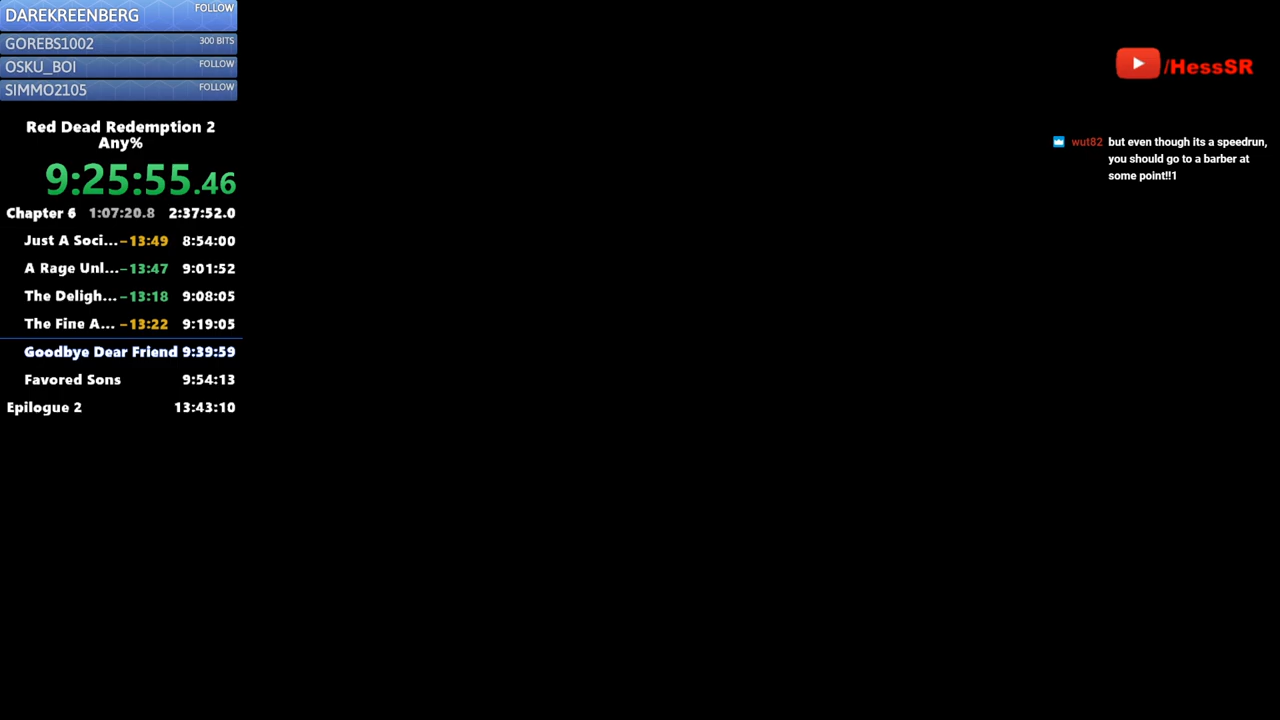 DAREKREENBERG FOLLOW
GOREBS1002 300 BITS
OSKU_BOI FOLLOW
SIMMO2105 FOLLOW
Red Dead Redemption 2
Any%
9:25:55.46
Chapter 6 1:07:20.8 2:37:52.0
Just A Soci... -13:49 8:54:00
A Rage Unl... -13:47 9:01:52
The Deligh... -13:18 9:08:05
The Fine A... -13:22 9:19:05
Goodbye Dear Friend 9:39:59
Favored Sons 9:54:13
Epilogue 2 13:43:10
/HessSR
wut82 but even though its a speedrun,
you should go to a barber at
some point!!1